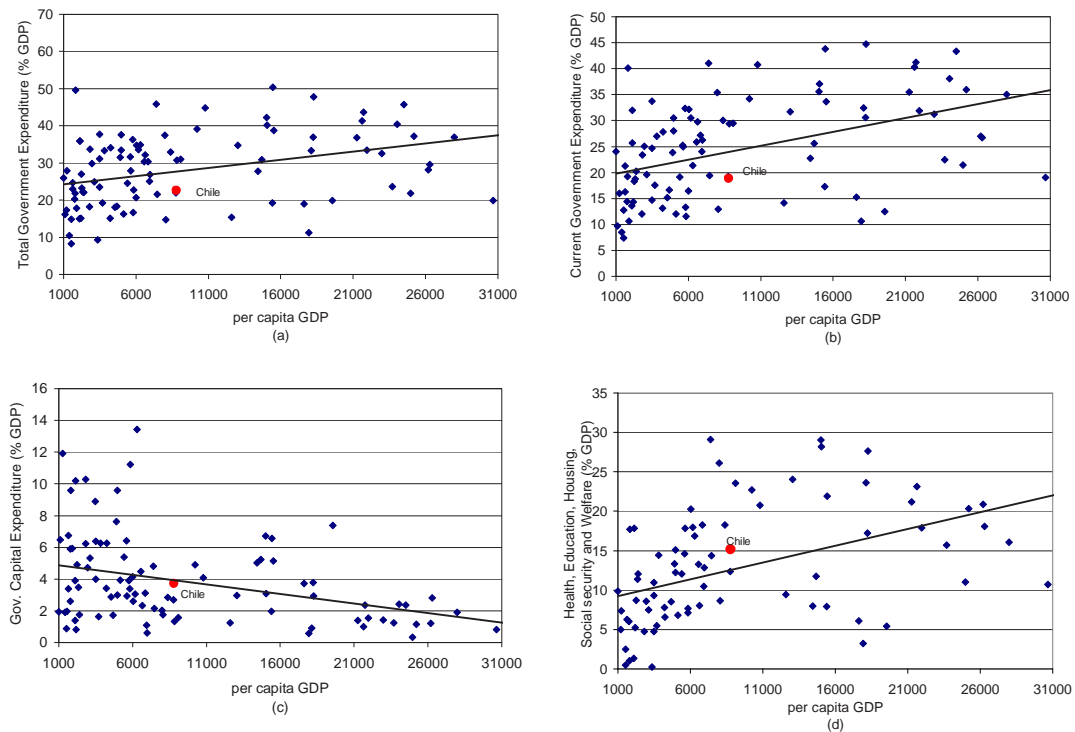 Total Government Expenditure (% GDP)
70
60
50
40
30
20
10
0
Chile
1000 6000 11000 16000 21000 26000 31000
per capita GDP
(a)
Current Government Expenditure (% GDP)
50
45
40
35
30
25
20
15
10
5
0
Chile
1000 6000 11000 16000 21000 26000 31000
per capita GDP
(b)
Gov. Capital Expenditure (% GDP)
16
14
12
10
8
6
4
2
0
Chile
1000 6000 11000 16000 21000 26000 31000
per capita GDP
(c)
Health, Education, Housing,
Social security and Welfare (% GDP)
35
30
25
20
15
10
5
0
Chile
1000 6000 11000 16000 21000 26000 31000
per capita GDP
(d)